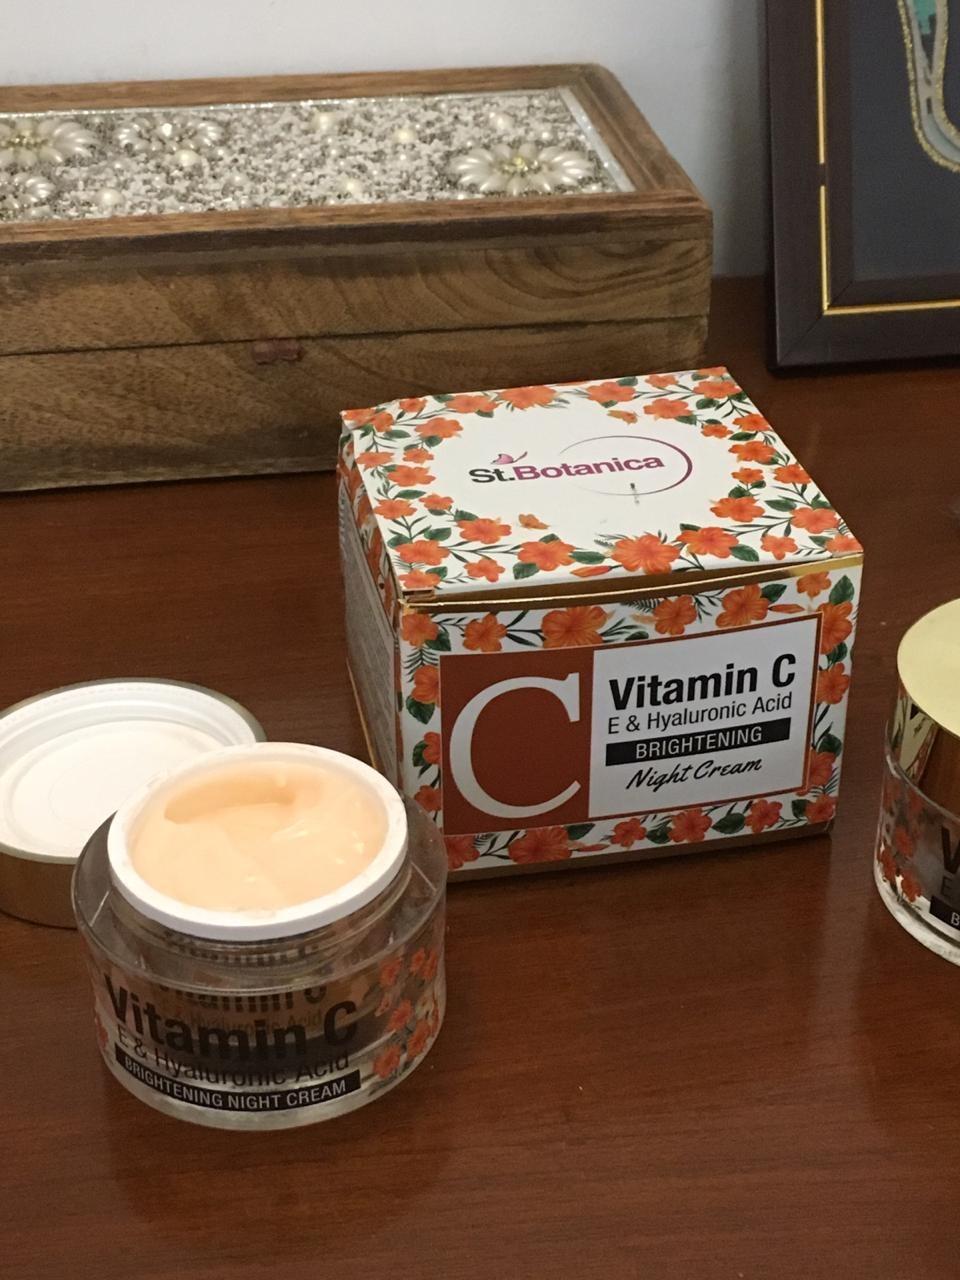 St.Botanica
C
Vitamin C
E & Hyaluronic Acid
BRIGHTENING
Night Cream
Vitamin C
E & Hyaluronic Acid
BRIGHTENING NIGHT CREAM
V
E
B